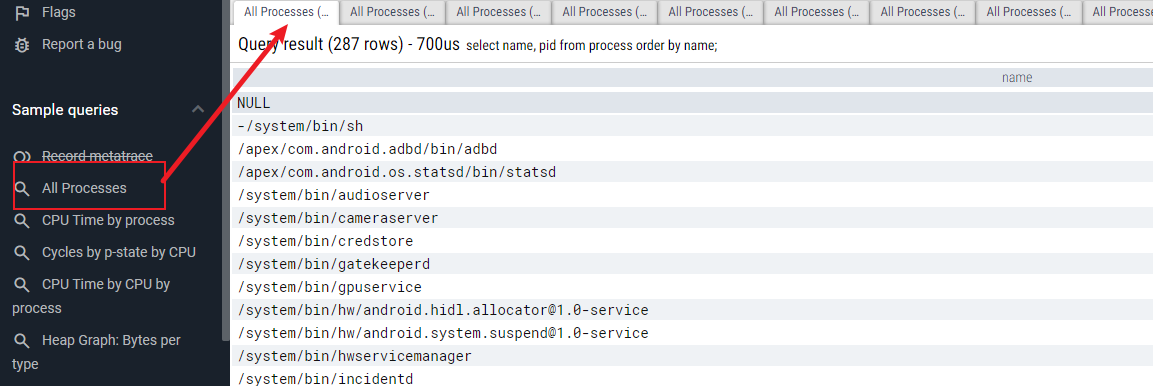 Flags
Report a bug
Sample queries
Record metatrace
All Processes
CPU Time by process
Cycles by p-state by CPU
CPU Time by CPU by
process
Heap Graph: Bytes per
type
All Processes (... All Processes (... All Processes (... All Processes (... All Processes (... All Processes (... All Processes (... All Processes (... All Process
Query result (287 rows) - 700us select name, pid from process order by name;
name
NULL
-/system/bin/sh
/apex/com.android.adbd/bin/adbd
/apex/com.android.os.statsd/bin/statsd
/system/bin/audioserver
/system/bin/cameraserver
/system/bin/credstore
/system/bin/gatekeeperd
/system/bin/gpuservice
/system/bin/hw/android.hidl.allocator@1.0-service
/system/bin/hw/android.system.suspend@1.0-service
/system/bin/hwservicemanager
/system/bin/incidentd